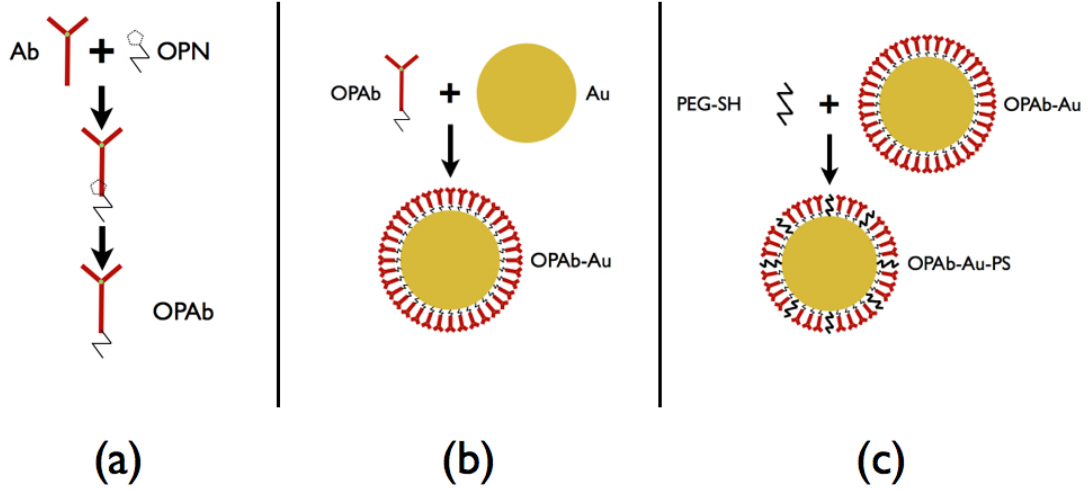 Ab
+
OPN
OPAb
(a)
OPAb
+
Au
OPAb-Au
(b)
PEG-SH
+
OPAb-Au
OPAb-Au-PS
(c)